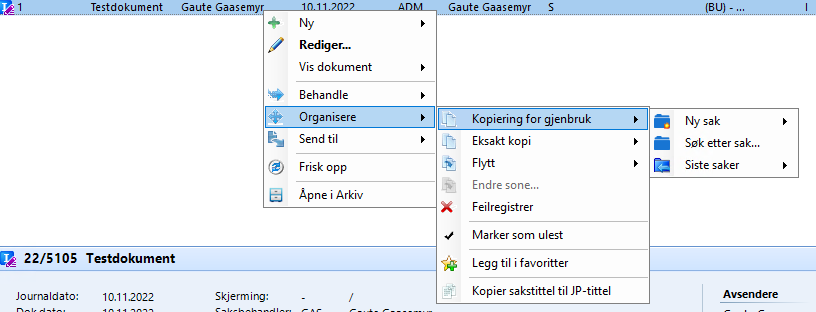 1 Testdokument Gaute Gaasemyr 10.11.2022 ADM Gaute Gaasemyr S (BU) - ... I
Ny
Rediger...
Vis dokument
Behandle
Organisere
Send til
Frisk opp
Åpne i Arkiv
Kopiering for gjenbruk
Eksakt kopi
Flytt
Endre sone...
Feilregistrer
Marker som ulest
Legg til i favoritter
Kopier sakstittel til JP-tittel
Ny sak
Søk etter sak...
Siste saker
22/5105 Testdokument
Journaldato: 10.11.2022 Skjerming: - / Avsendere
Dok.dato: 10.11.2022 Saksbehandler: GAS Gaute Gaasemyr